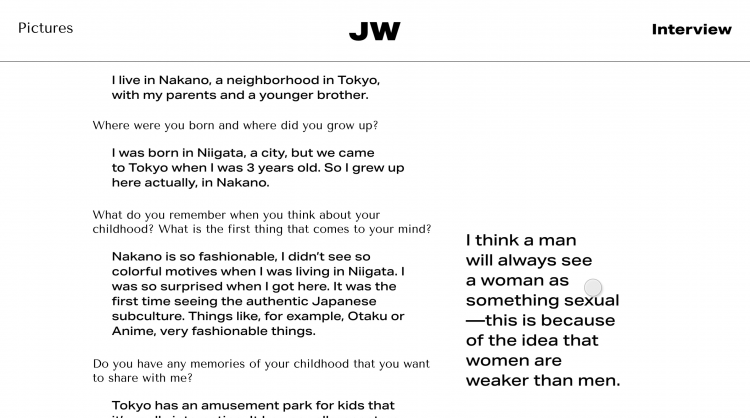 Pictures
JW
Interview
I live in Nakano, a neighborhood in Tokyo,
with my parents and a younger brother.
Where were you born and where did you grow up?
I was born in Niigata, a city, but we came
to Tokyo when I was 3 years old. So I grew up
here actually, in Nakano.
What do you remember when you think about your
childhood? What is the first thing that comes to your mind?
Nakano is so fashionable, I didn’t see so
colorful motives when I was living in Niigata. I
was so surprised when I got here. It was the
first time seeing the authentic Japanese
subculture. Things like, for example, Otaku or
Anime, very fashionable things.
Do you have any memories of your childhood that you want
to share with me?
Tokyo has an amusement park for kids that
I think a man
will always see
a woman as
something sexual
—this is because
of the idea that
women are
weaker than men.